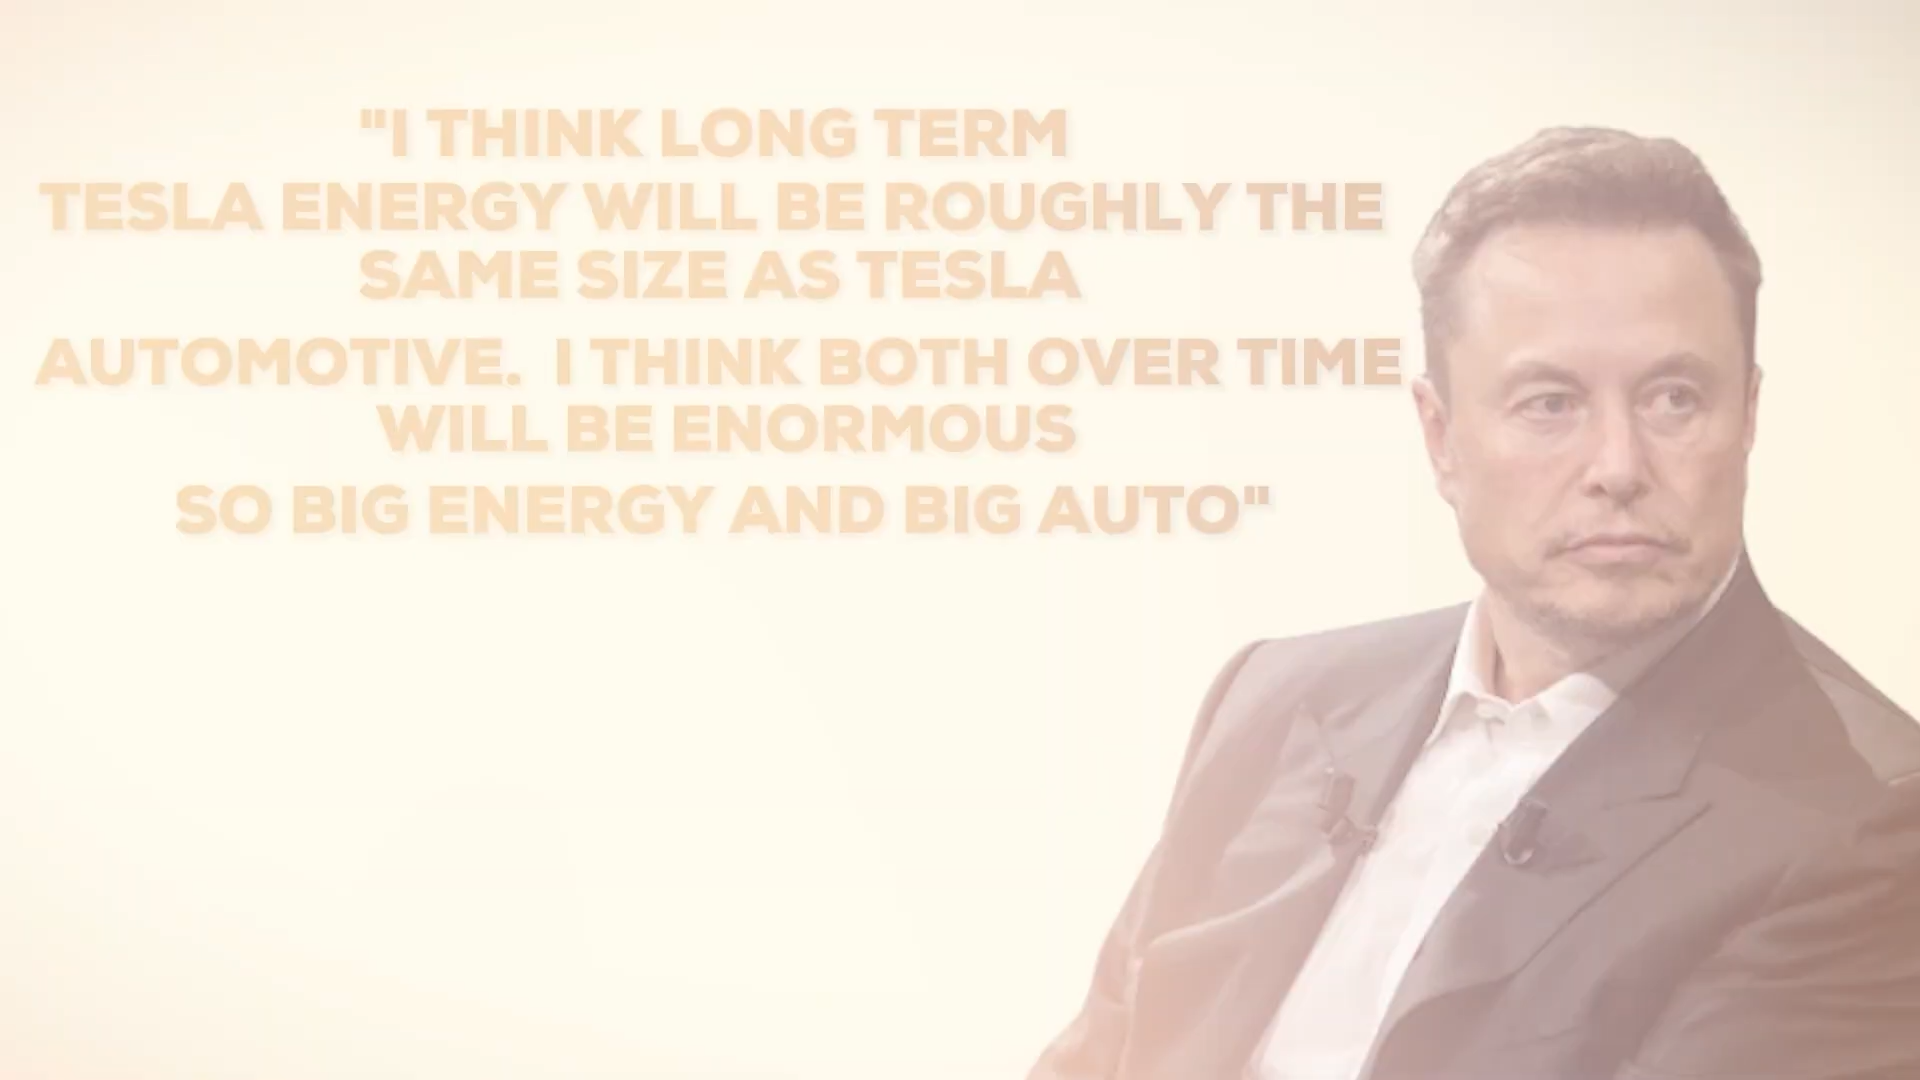 "I THINK LONG TERM
TESLA ENERGY WILL BE ROUGHLY THE
SAME SIZE AS TESLA
AUTOMOTIVE.  I THINK BOTH OVER TIME
WILL BE ENORMOUS
SO BIG ENERGY AND BIG AUTO"